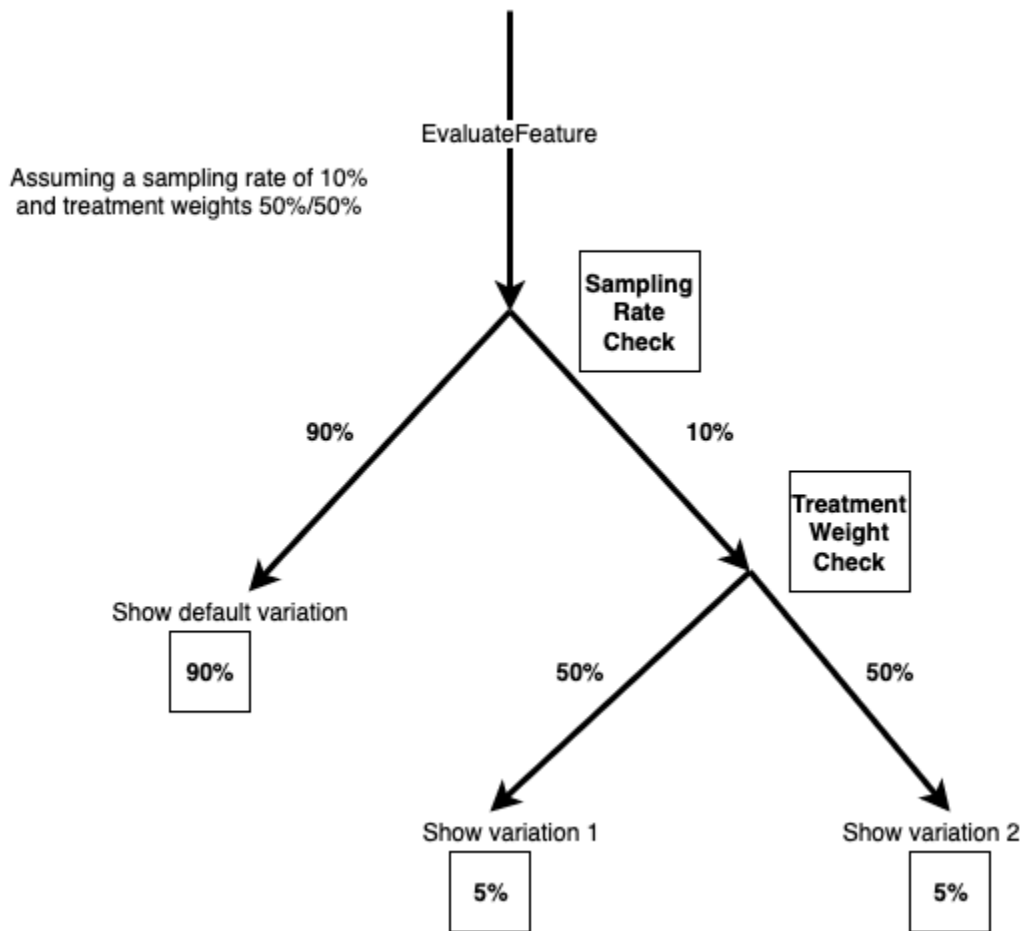 EvaluateFeature
Assuming a sampling rate of 10%
and treatment weights 50%/50%
Sampling
Rate
Check
90%
10%
Treatment
Weight
Check
Show default variation
90%
50%
50%
Show variation 1
Show variation 2
5%
5%